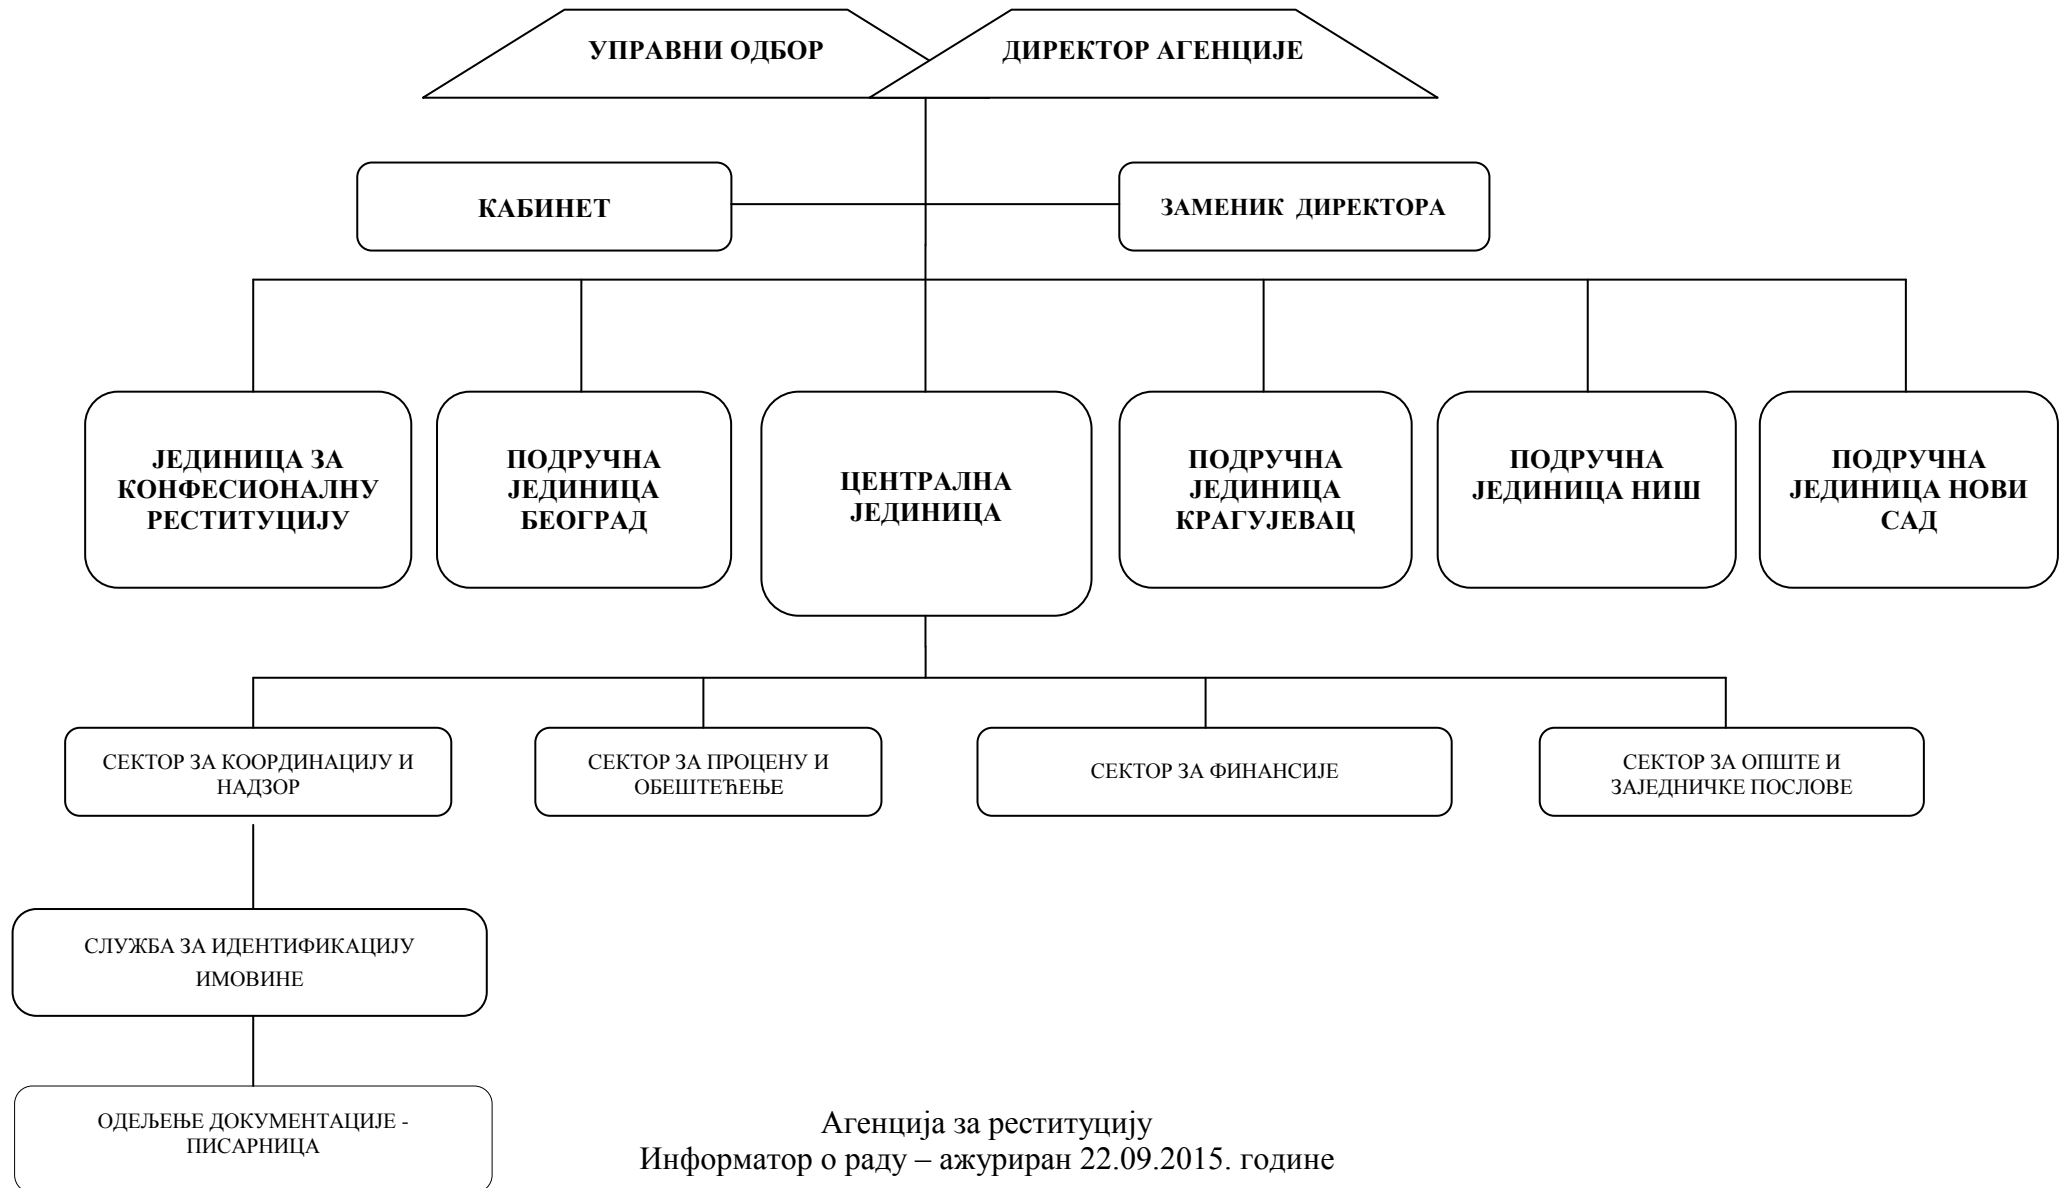 УПРАВНИ ОДБОР
ДИРЕКТОР АГЕНЦИЈЕ
КАБИНЕТ
ЗАМЕНИК ДИРЕКТОРА
ЈЕДИНИЦА ЗА
КОНФЕСИОНАЛНУ
РЕСТИТУЦИЈУ
ПОДРУЧНА
ЈЕДИНИЦА
БЕОГРАД
ЦЕНТРАЛНА
ЈЕДИНИЦА
ПОДРУЧНА
ЈЕДИНИЦА
КРАГУЈЕВАЦ
ПОДРУЧНА
ЈЕДИНИЦА НИШ
ПОДРУЧНА
ЈЕДИНИЦА НОВИ
САД
СЕКТОР ЗА КООРДИНАЦИЈУ И
НАДЗОР
СЕКТОР ЗА ПРОЦЕНУ И
ОБЕШТЕЋЕЊЕ
СЕКТОР ЗА ФИНАНСИЈЕ
СЕКТОР ЗА ОПШТЕ И
ЗАЈЕДНИЧКЕ ПОСЛОВЕ
СЛУЖБА ЗА ИДЕНТИФИКАЦИЈУ
ИМОВИНЕ
ОДЕЉЕЊЕ ДОКУМЕНТАЦИЈЕ -
ПИСАРНИЦА
Агенција за реституцију
Информатор о раду – ажуриран 22.09.2015. године